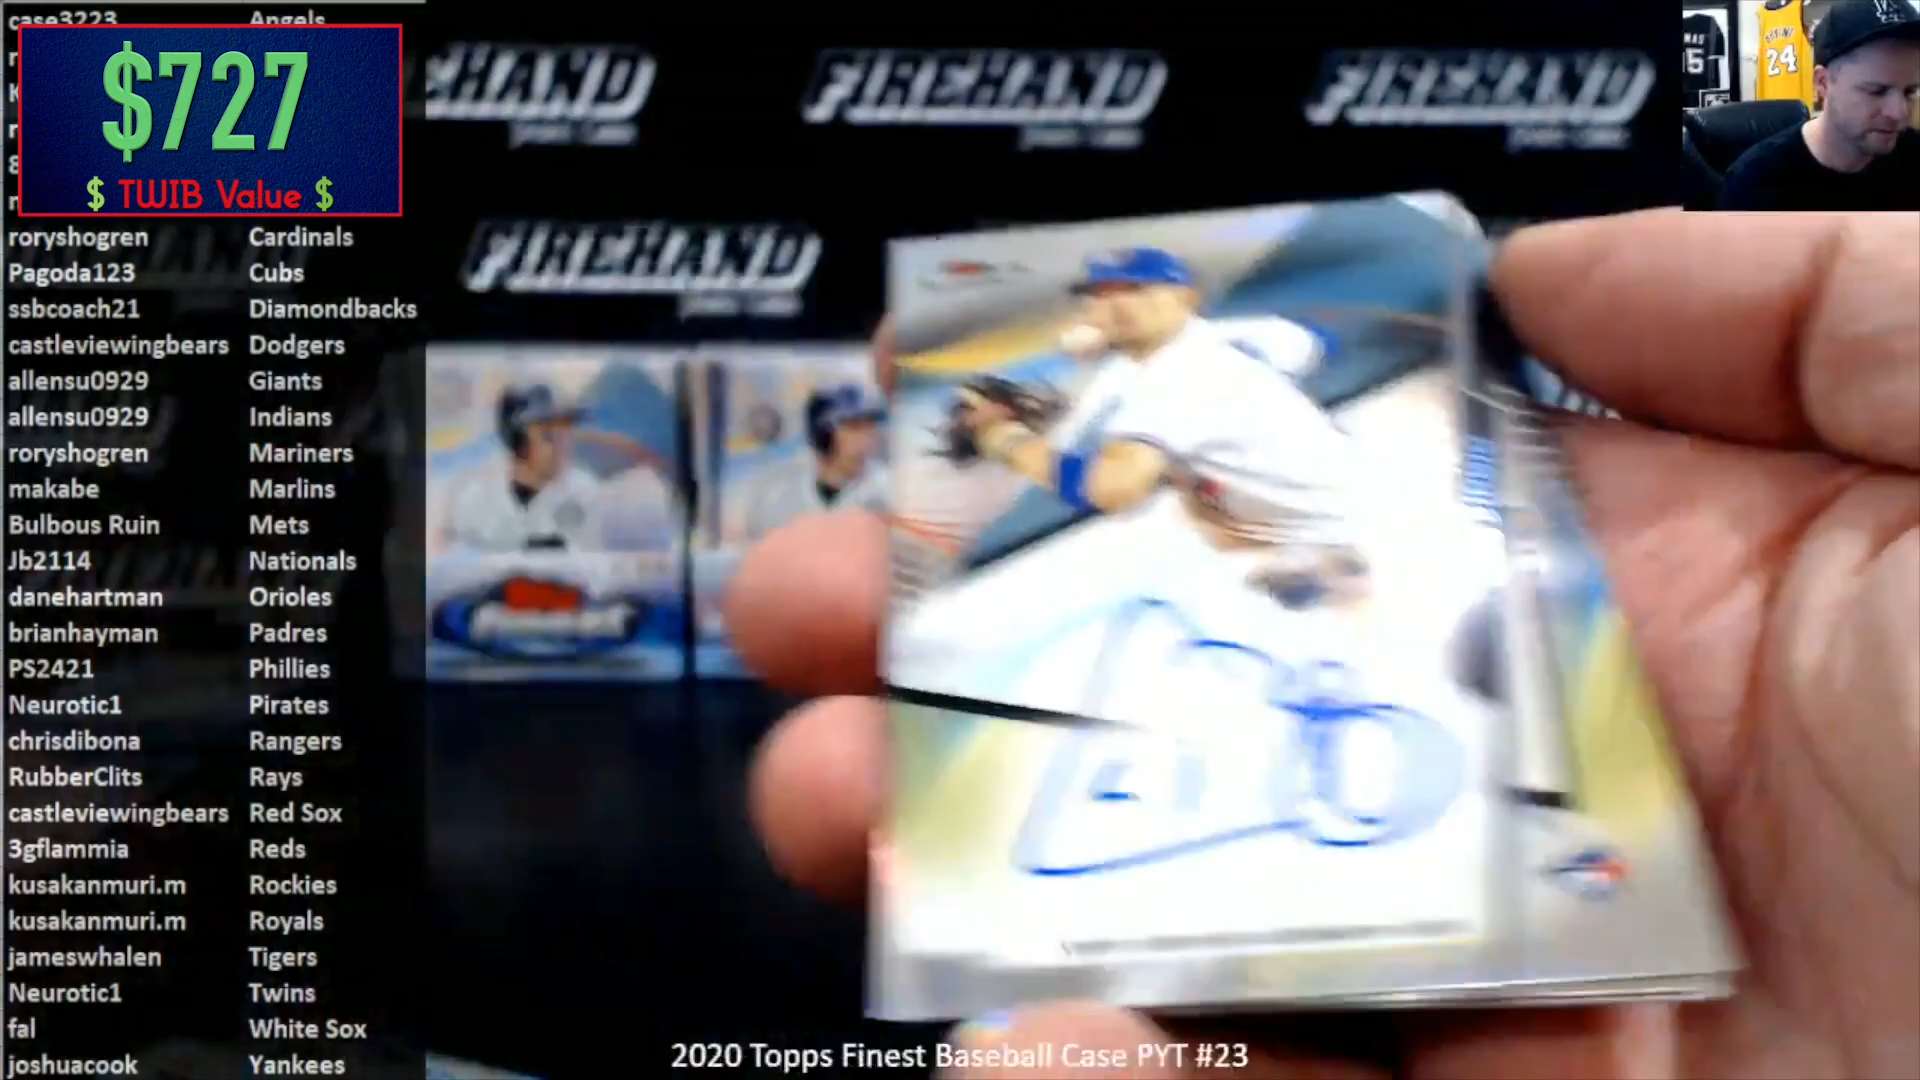 case3223 Angels
$727
$ TWIB Value $
FIREHAND
FIREHAND
FIREHAND
MAS
5
24
roryshogren Cardinals
Pagoda123 Cubs
ssbcoach21 Diamondbacks
castleviewingbears Dodgers
allensu0929 Giants
allensu0929 Indians
roryshogren Mariners
makabe Marlins
Bulbous Ruin Mets
Jb2114 Nationals
danehartman Orioles
brianhayman Padres
PS2421 Phillies
Neurotic1 Pirates
chrisdibona Rangers
RubberClits Rays
castleviewingbears Red Sox
3gflammia Reds
kusakanmuri.m Rockies
kusakanmuri.m Royals
jameswhalen Tigers
Neurotic1 Twins
fal White Sox
joshuacook Yankees
2020 Topps Finest Baseball Case PYT #23